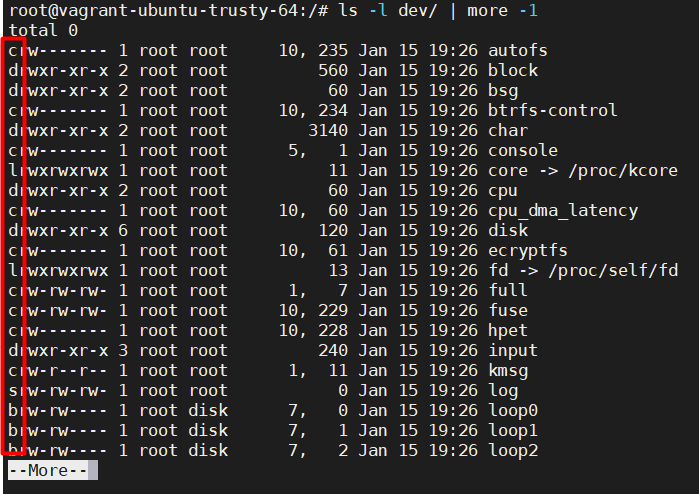 root@vagrant-ubuntu-trusty-64:/# ls -l dev/ | more -1
total 0
crw------- 1 root root     10, 235 Jan 15 19:26 autofs
drwxr-xr-x 2 root root         560 Jan 15 19:26 block
drwxr-xr-x 2 root root          60 Jan 15 19:26 bsg
crw------- 1 root root     10, 234 Jan 15 19:26 btrfs-control
drwxr-xr-x 2 root root        3140 Jan 15 19:26 char
crw------- 1 root root      5,   1 Jan 15 19:26 console
lrwxrwxrwx 1 root root          11 Jan 15 19:26 core -> /proc/kcore
drwxr-xr-x 2 root root          60 Jan 15 19:26 cpu
crw------- 1 root root     10,  60 Jan 15 19:26 cpu_dma_latency
drwxr-xr-x 6 root root         120 Jan 15 19:26 disk
crw------- 1 root root     10,  61 Jan 15 19:26 ecryptfs
lrwxrwxrwx 1 root root          13 Jan 15 19:26 fd -> /proc/self/fd
crw-rw-rw- 1 root root      1,   7 Jan 15 19:26 full
crw-rw-rw- 1 root root     10, 229 Jan 15 19:26 fuse
crw------- 1 root root     10, 228 Jan 15 19:26 hpet
drwxr-xr-x 3 root root         240 Jan 15 19:26 input
crw-r--r-- 1 root root      1,  11 Jan 15 19:26 kmsg
srw-rw-rw- 1 root root           0 Jan 15 19:26 log
brw-rw---- 1 root disk      7,   0 Jan 15 19:26 loop0
brw-rw---- 1 root disk      7,   1 Jan 15 19:26 loop1
brw-rw---- 1 root disk      7,   2 Jan 15 19:26 loop2
--More--